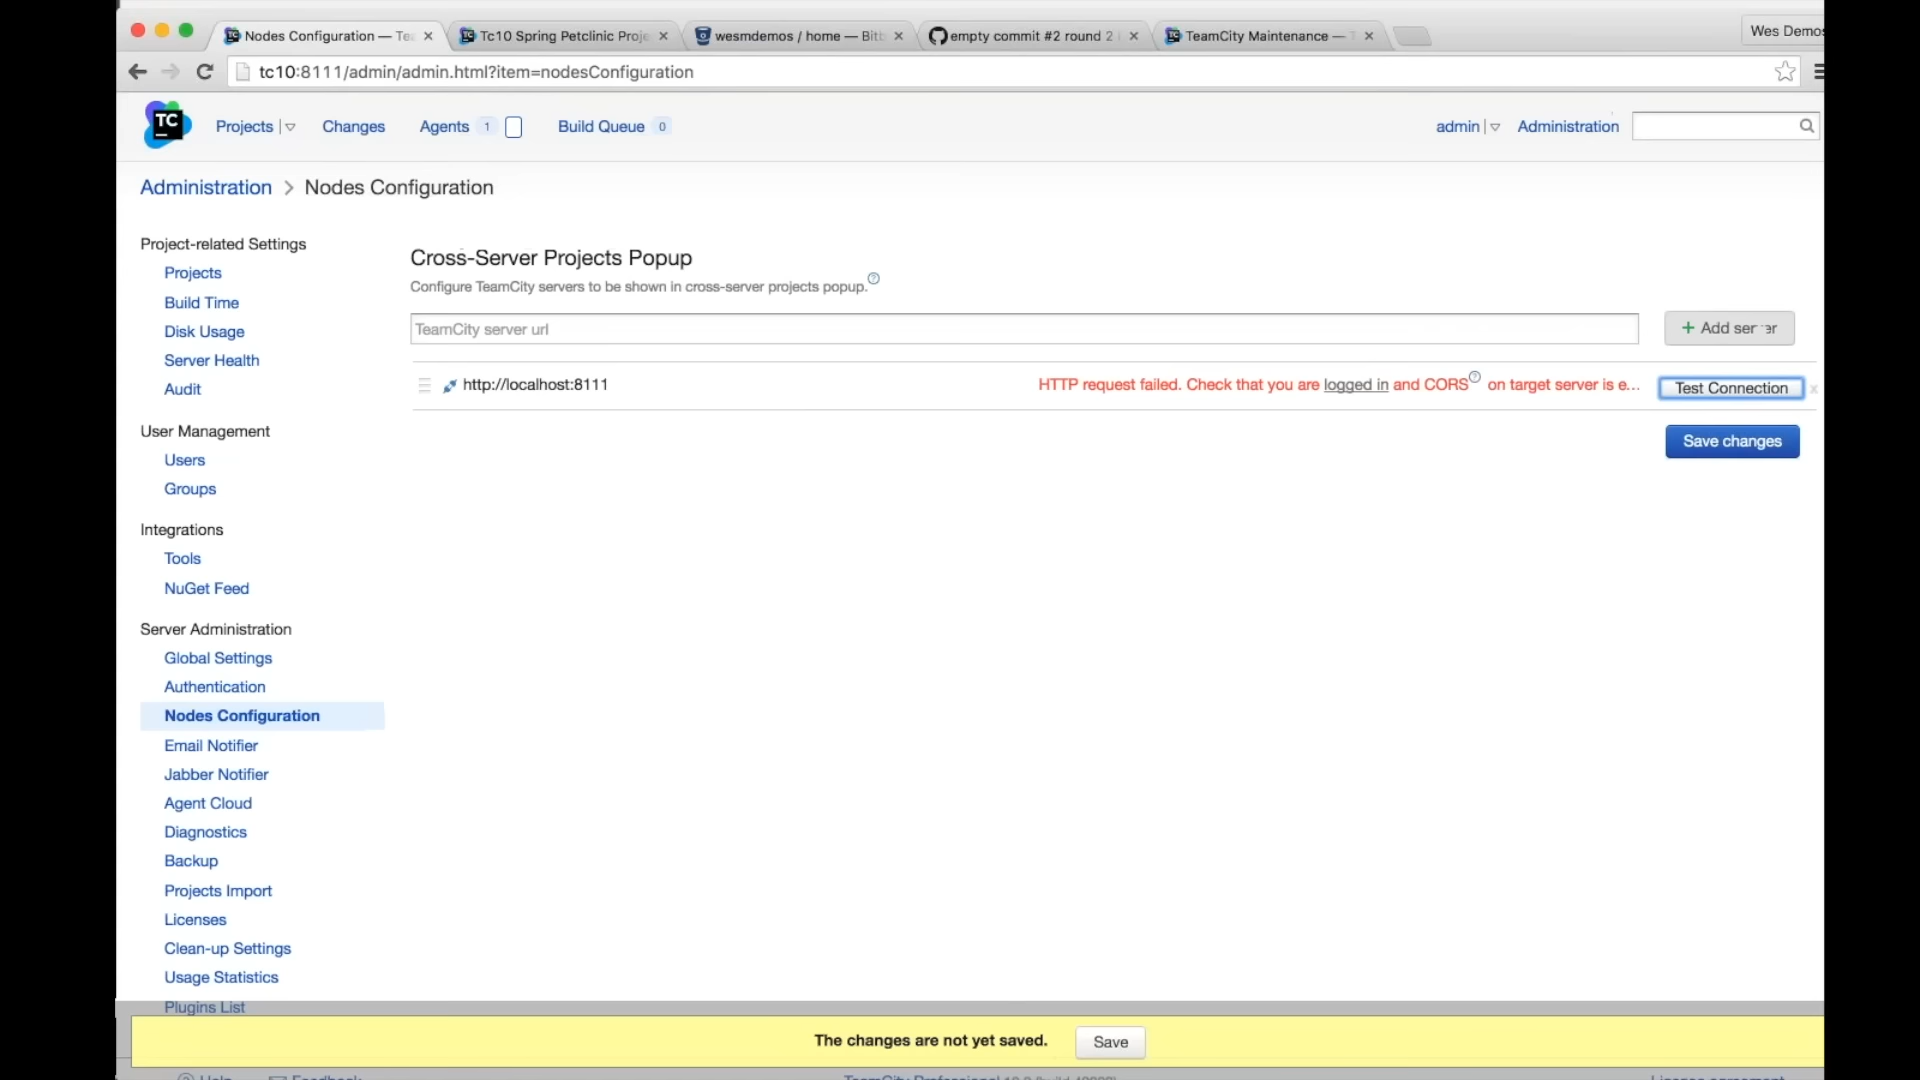 Nodes Configuration — Te
Tc10 Spring Petclinic Proje
wesmdemos / home — Bitb
empty commit #2 round 2
TeamCity Maintenance — T
Wes Demos
tc10:8111/admin/admin.html?item=nodesConfiguration
TC Projects Changes Agents 1 Build Queue 0 admin Administration
Administration > Nodes Configuration
Project-related Settings
Projects
Build Time
Disk Usage
Server Health
Audit
User Management
Users
Groups
Integrations
Tools
NuGet Feed
Server Administration
Global Settings
Authentication
Nodes Configuration
Email Notifier
Jabber Notifier
Agent Cloud
Diagnostics
Backup
Projects Import
Licenses
Clean-up Settings
Usage Statistics
Plugins List
Cross-Server Projects Popup
Configure TeamCity servers to be shown in cross-server projects popup.
TeamCity server url
+ Add server
http://localhost:8111 HTTP request failed. Check that you are logged in and CORS on target server is e... Test Connection x
Save changes
The changes are not yet saved. Save
Help Feedback